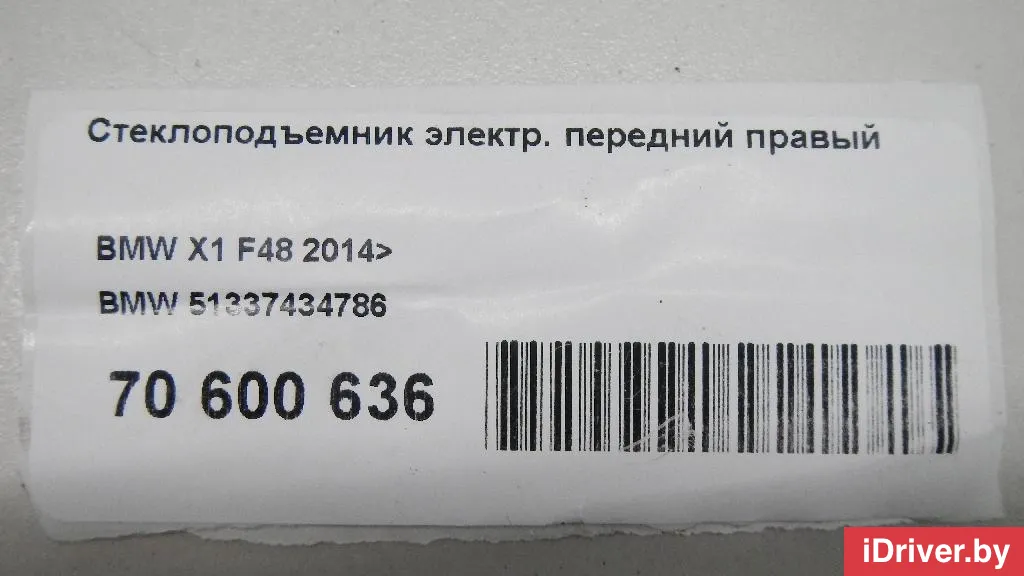 Стеклоподъемник электр. передний правый
BMW X1 F48 2014>
BMW 51337434786
70 600 636
iDriver.by